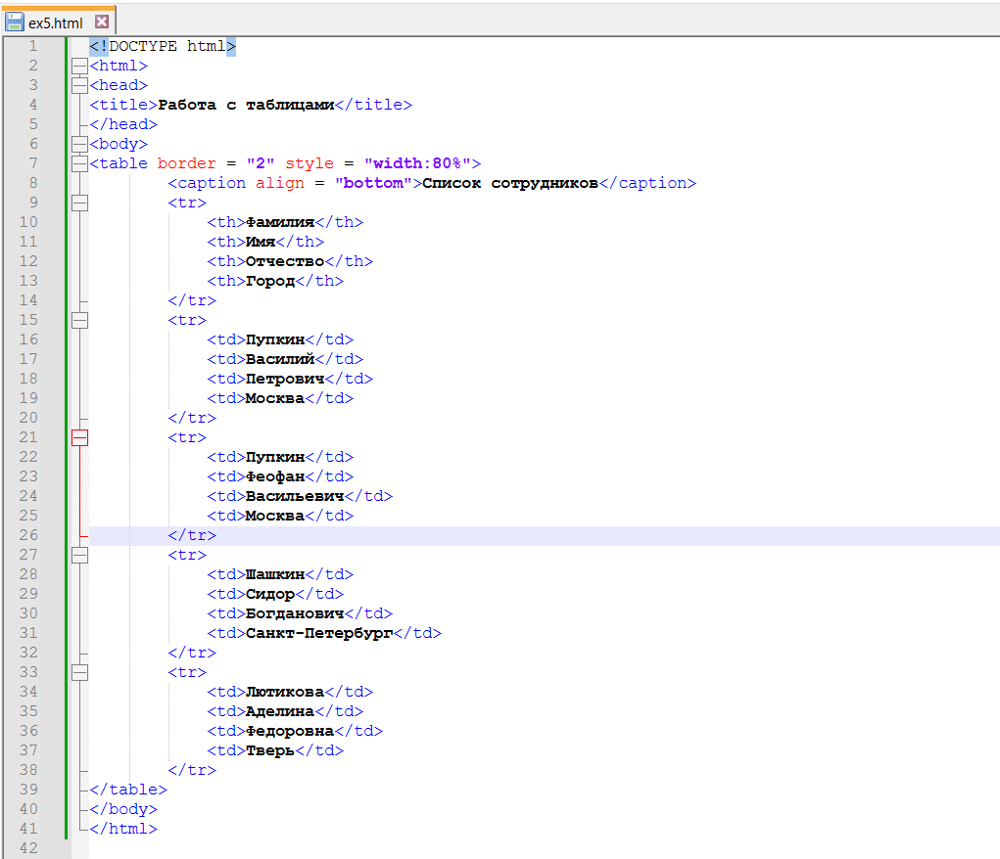 ex5.html
1 <!DOCTYPE html>
2 <html>
3 <head>
4 <title>Работа с таблицами</title>
5 </head>
6 <body>
7 <table border = "2" style = "width:80%">
8 <caption align = "bottom">Список сотрудников</caption>
9 <tr>
10 <th>Фамилия</th>
11 <th>Имя</th>
12 <th>Отчество</th>
13 <th>Город</th>
14 </tr>
15 <tr>
16 <td>Пупкин</td>
17 <td>Василий</td>
18 <td>Петрович</td>
19 <td>Москва</td>
20 </tr>
21 <tr>
22 <td>Пупкин</td>
23 <td>Феофан</td>
24 <td>Васильевич</td>
25 <td>Москва</td>
26 </tr>
27 <tr>
28 <td>Шашкин</td>
29 <td>Сидор</td>
30 <td>Богданович</td>
31 <td>Санкт-Петербург</td>
32 </tr>
33 <tr>
34 <td>Лютикова</td>
35 <td>Аделина</td>
36 <td>Федоровна</td>
37 <td>Тверь</td>
38 </tr>
39 </table>
40 </body>
41 </html>
42